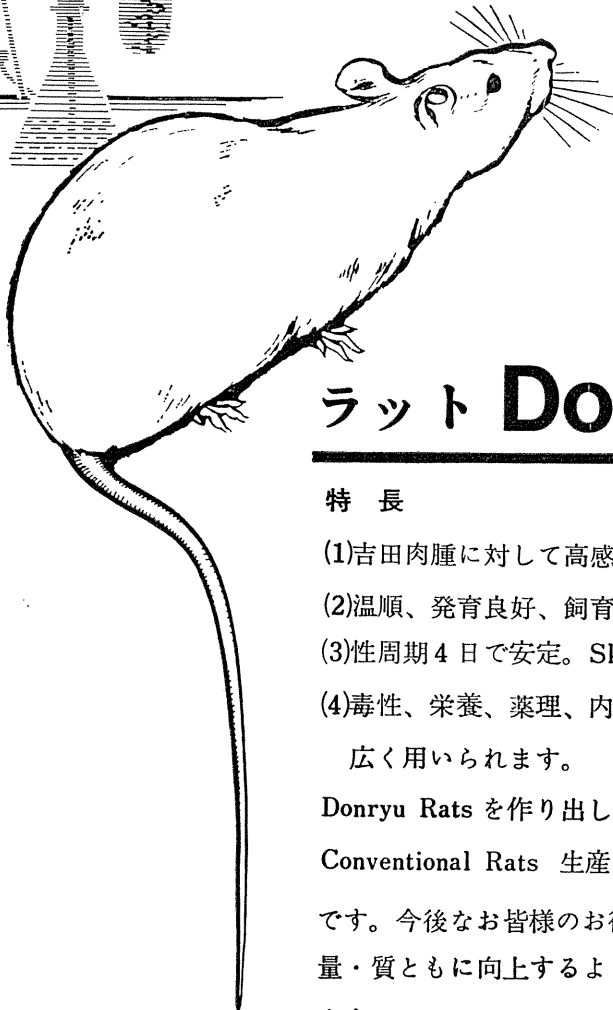 ラット Do
特 長
(1)吉田肉腫に対して高感
(2)温順、発育良好、飼育
(3)性周期4日で安定。
(4)毒性、栄養、薬理、内
広く用いられます。
Donryu Rats を作り出し
Conventional Rats 生産
です。今後なお皆様のお
量・質ともに向上するよ